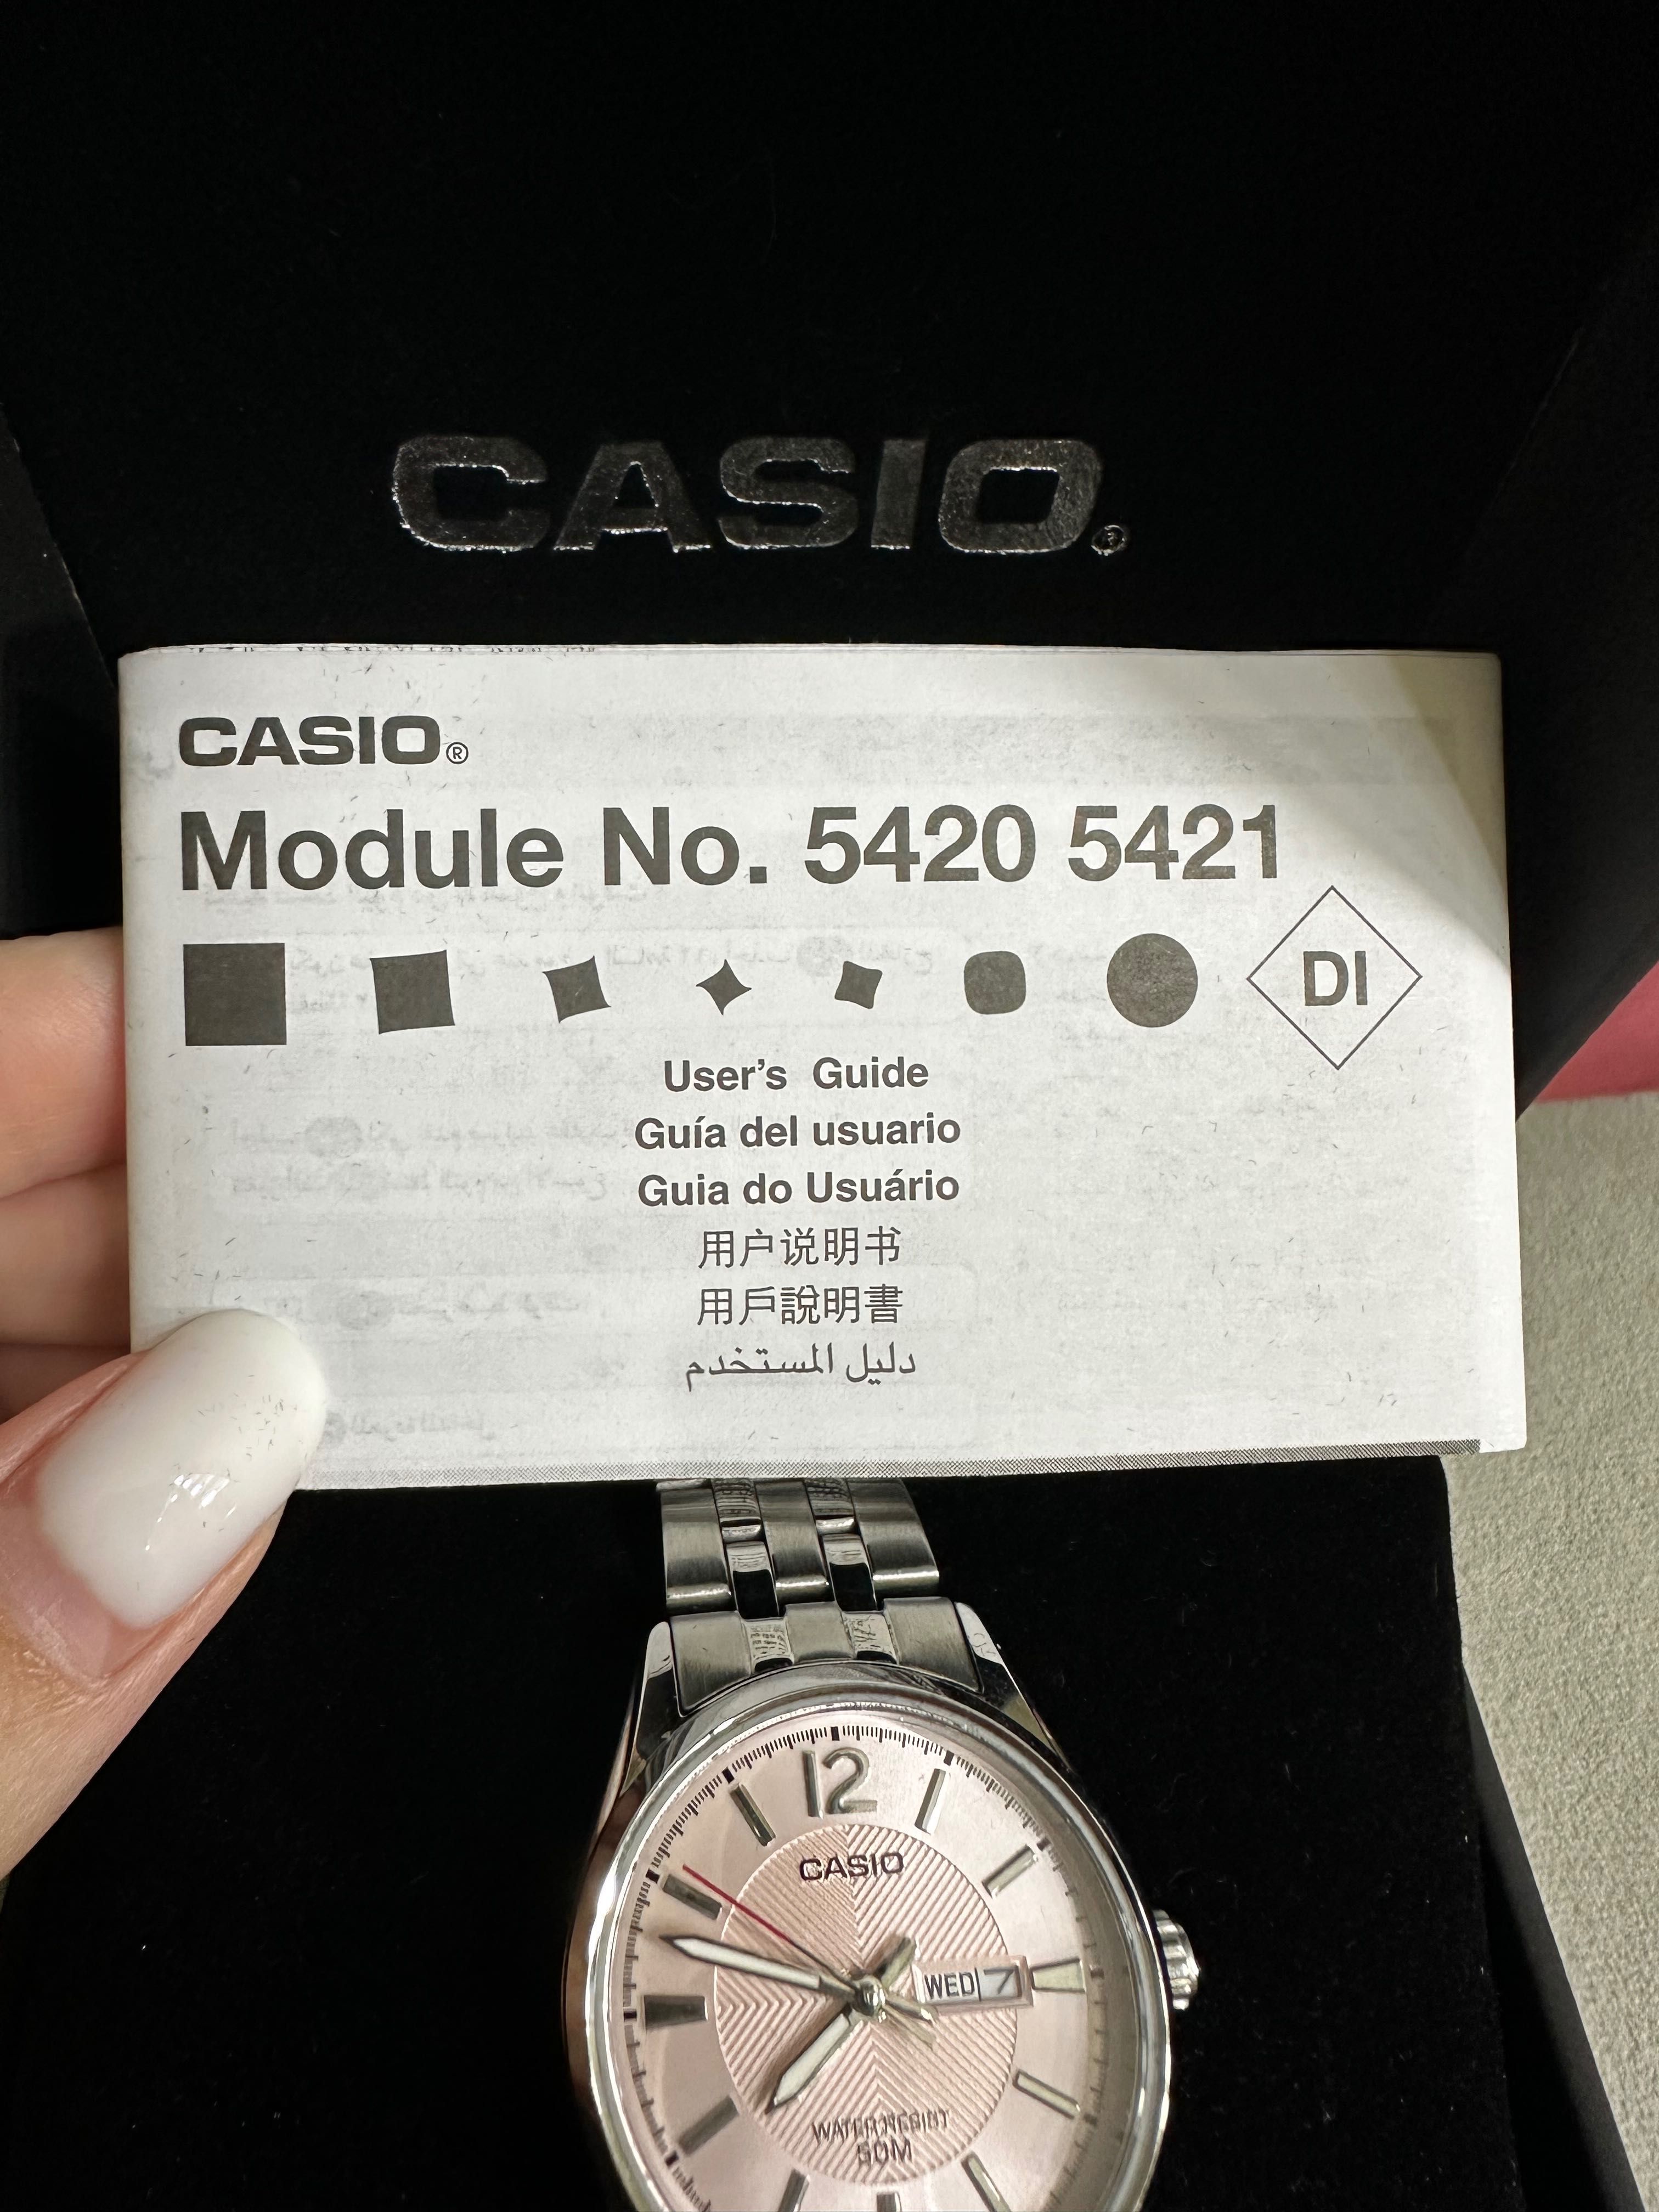 CASIO®
CASIO®
Module No. 5420 5421
DI
User's Guide
Guía del usuario
Guia do Usuário
用户说明书
用戶說明書
دليل المستخدم
12
CASIO
WED 7
WATER RESIST
50M